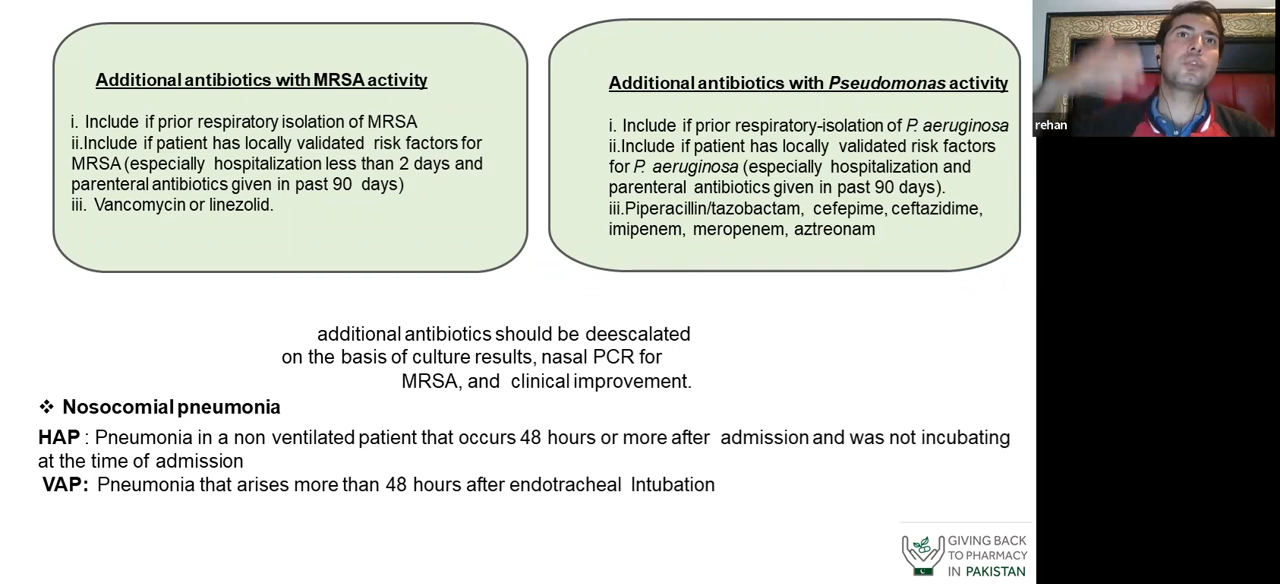 Additional antibiotics with MRSA activity
i. Include if prior respiratory isolation of MRSA
ii.Include if patient has locally validated risk factors for
MRSA (especially hospitalization less than 2 days and
parenteral antibiotics given in past 90 days)
iii. Vancomycin or linezolid.
Additional antibiotics with Pseudomonas activity
i. Include if prior respiratory-isolation of P. aeruginosa
ii.Include if patient has locally validated risk factors
for P. aeruginosa (especially hospitalization and
parenteral antibiotics given in past 90 days).
iii.Piperacillin/tazobactam, cefepime, ceftazidime,
imipenem, meropenem, aztreonam
rehan
additional antibiotics should be deescalated
on the basis of culture results, nasal PCR for
MRSA, and clinical improvement.
❖ Nosocomial pneumonia
HAP : Pneumonia in a non ventilated patient that occurs 48 hours or more after admission and was not incubating
at the time of admission
VAP: Pneumonia that arises more than 48 hours after endotracheal Intubation
GIVING BACK
TO PHARMACY
IN PAKISTAN